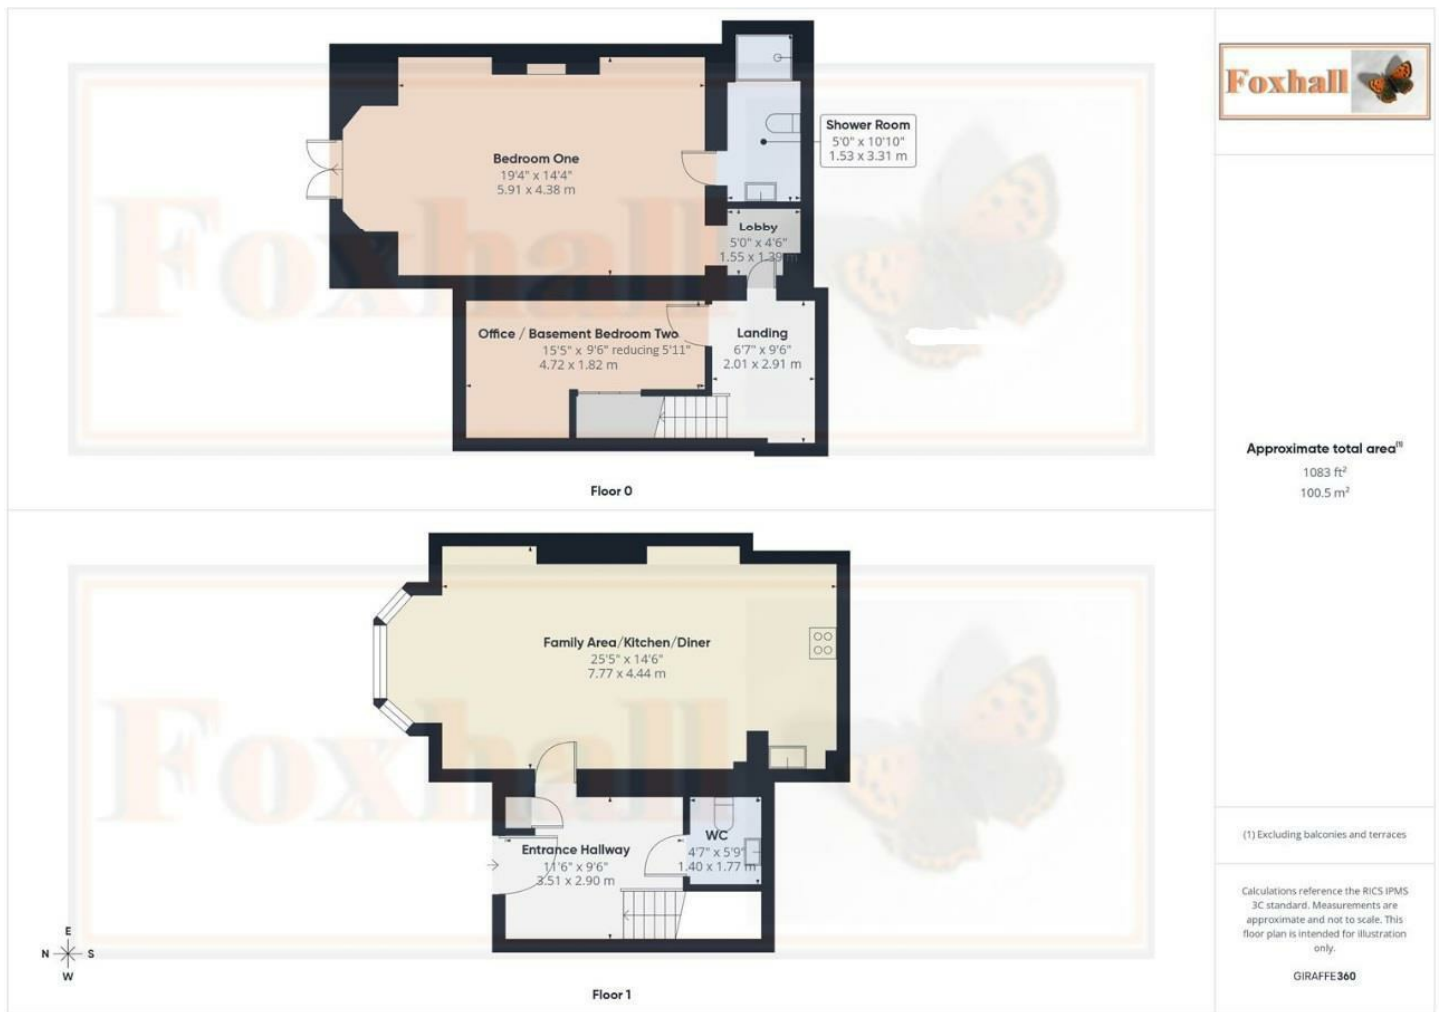 Bedroom One
19'4" x 14'4"
5.91 x 4.38 m
Shower Room
5'0" x 10'10"
1.53 x 3.31 m
Lobby
5'0" x 4'6"
1.55 x 1.39 m
Office / Basement Bedroom Two
15'5" x 9'6" reducing 5'11"
4.72 x 1.82 m
Landing
6'7" x 9'6"
2.01 x 2.91 m
Foxhall
Floor 0
Family Area/Kitchen/Diner
25'5" x 14'6"
7.77 x 4.44 m
Foxhall
Entrance Hallway
11'6" x 9'6"
3.51 x 2.90 m
WC
4'7" x 5'9"
1.40 x 1.77 m
E
N S
W
Floor 1
Foxhall
Approximate total area(1)
1083 ft²
100.5 m²
(1) Excluding balconies and terraces
Calculations reference the RICS IPMS
3C standard. Measurements are
approximate and not to scale. This
floor plan is intended for illustration
only.
GIRAFFE360